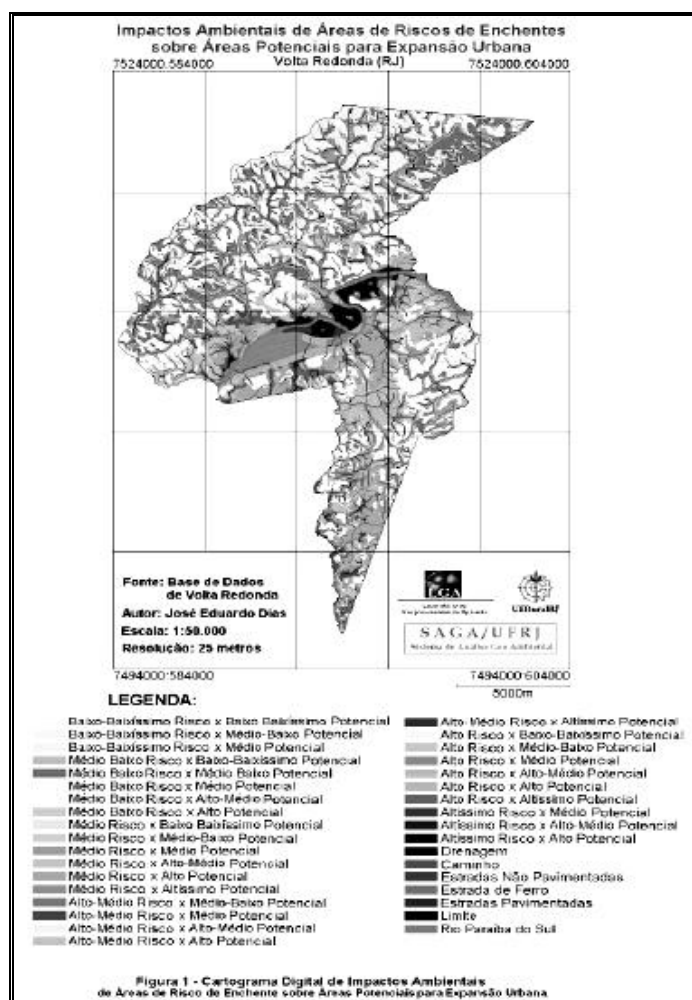 Impactos Ambientais de Áreas de Riscos de Enchentes
sobre Áreas Potenciais para Expansão Urbana
Volta Redonda (RJ)
7524000:584000
7524000:604000
Fonte: Base de Dados
de Volta Redonda
Autor: José Eduardo Dias
Escala: 1:50.000
Resolução: 25 metros
LGA
UFRuralRJ
SAGA/UFRJ
Sistema de Análise Geo-Ambiental
7494000:584000
7494000:604000
5000m
LEGENDA:
Baixo-Baixíssimo Risco x Baixo Baixíssimo Potencial
Baixo-Baixíssimo Risco x Médio-Baixo Potencial
Baixo-Baixíssimo Risco x Médio Potencial
Médio Baixo Risco x Baixo-Baixíssimo Potencial
Médio Baixo Risco x Médio Baixo Potencial
Médio Baixo Risco x Médio Potencial
Médio Baixo Risco x Alto-Médio Potencial
Médio Baixo Risco x Alto Potencial
Médio Risco x Baixo Baixíssimo Potencial
Médio Risco x Médio-Baixo Potencial
Médio Risco x Médio Potencial
Médio Risco x Alto-Médio Potencial
Médio Risco x Alto Potencial
Médio Risco x Altíssimo Potencial
Alto-Médio Risco x Médio-Baixo Potencial
Alto-Médio Risco x Médio Potencial
Alto-Médio Risco x Alto-Médio Potencial
Alto-Médio Risco x Alto Potencial
Alto-Médio Risco x Altíssimo Potencial
Alto Risco x Baixo-Baixíssimo Potencial
Alto Risco x Médio-Baixo Potencial
Alto Risco x Médio Potencial
Alto Risco x Alto-Médio Potencial
Alto Risco x Alto Potencial
Alto Risco x Altíssimo Potencial
Altíssimo Risco x Médio Potencial
Altíssimo Risco x Alto-Médio Potencial
Altíssimo Risco x Alto Potencial
Drenagem
Caminho
Estradas Não Pavimentadas
Estrada de Ferro
Estradas Pavimentadas
Limite
Rio Paraíba do Sul
Figura 1 - Cartograma Digital de Impactos Ambientais
de Áreas de Risco de Enchente sobre Áreas Potenciais para Expansão Urbana.